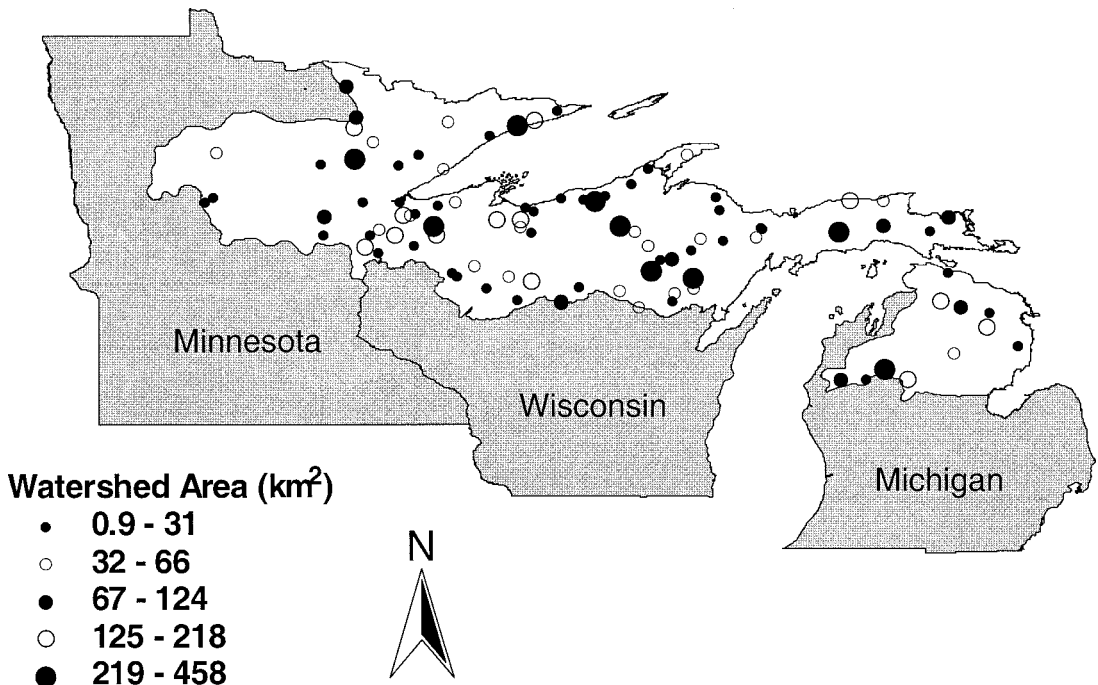 Minnesota
Wisconsin
Michigan
Watershed Area (km²)
0.9 - 31
32 - 66
67 - 124
125 - 218
219 - 458
N